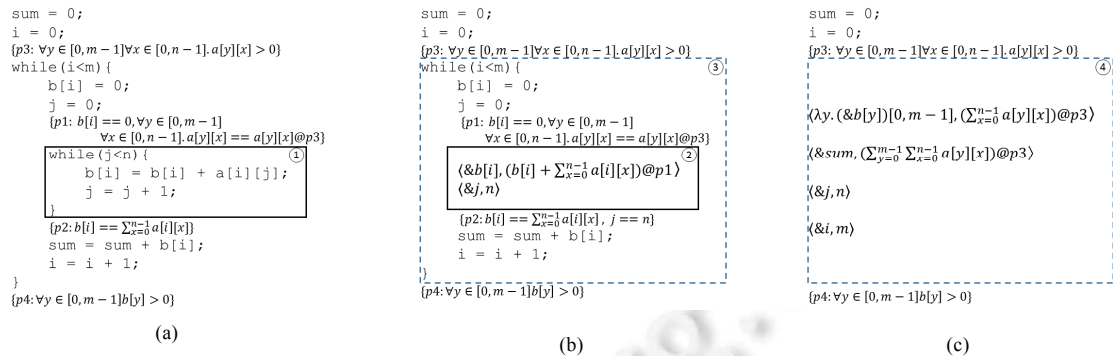 sum = 0;
i = 0;
{p3: ∀y ∈ [0, m − 1]∀x ∈ [0, n − 1]. a[y][x] > 0}
while(i<m){
b[i] = 0;
j = 0;
{p1: b[i] == 0, ∀y ∈ [0, m − 1]
∀x ∈ [0, n − 1]. a[y][x] == a[y][x]@p3}
①
while(j<n){
b[i] = b[i] + a[i][j];
j = j + 1;
}
{p2: b[i] == ∑_{x=0}^{n−1} a[i][x]}
sum = sum + b[i];
i = i + 1;
}
{p4: ∀y ∈ [0, m − 1]b[y] > 0}
(a)
sum = 0;
i = 0;
{p3: ∀y ∈ [0, m − 1]∀x ∈ [0, n − 1]. a[y][x] > 0}
③
while(i<m){
b[i] = 0;
j = 0;
{p1: b[i] == 0, ∀y ∈ [0, m − 1]
∀x ∈ [0, n − 1]. a[y][x] == a[y][x]@p3}
②
⟨&b[i], (b[i] + ∑_{x=0}^{n−1} a[i][x])@p1⟩
⟨&j, n⟩
{p2: b[i] == ∑_{x=0}^{n−1} a[i][x] , j == n}
sum = sum + b[i];
i = i + 1;
}
{p4: ∀y ∈ [0, m − 1]b[y] > 0}
(b)
sum = 0;
i = 0;
{p3: ∀y ∈ [0, m − 1]∀x ∈ [0, n − 1]. a[y][x] > 0}
④
⟨λy. (&b[y])[0, m − 1], (∑_{x=0}^{n−1} a[y][x])@p3⟩
⟨&sum, (∑_{y=0}^{m−1} ∑_{x=0}^{n−1} a[y][x])@p3⟩
⟨&j, n⟩
⟨&i, m⟩
{p4: ∀y ∈ [0, m − 1]b[y] > 0}
(c)